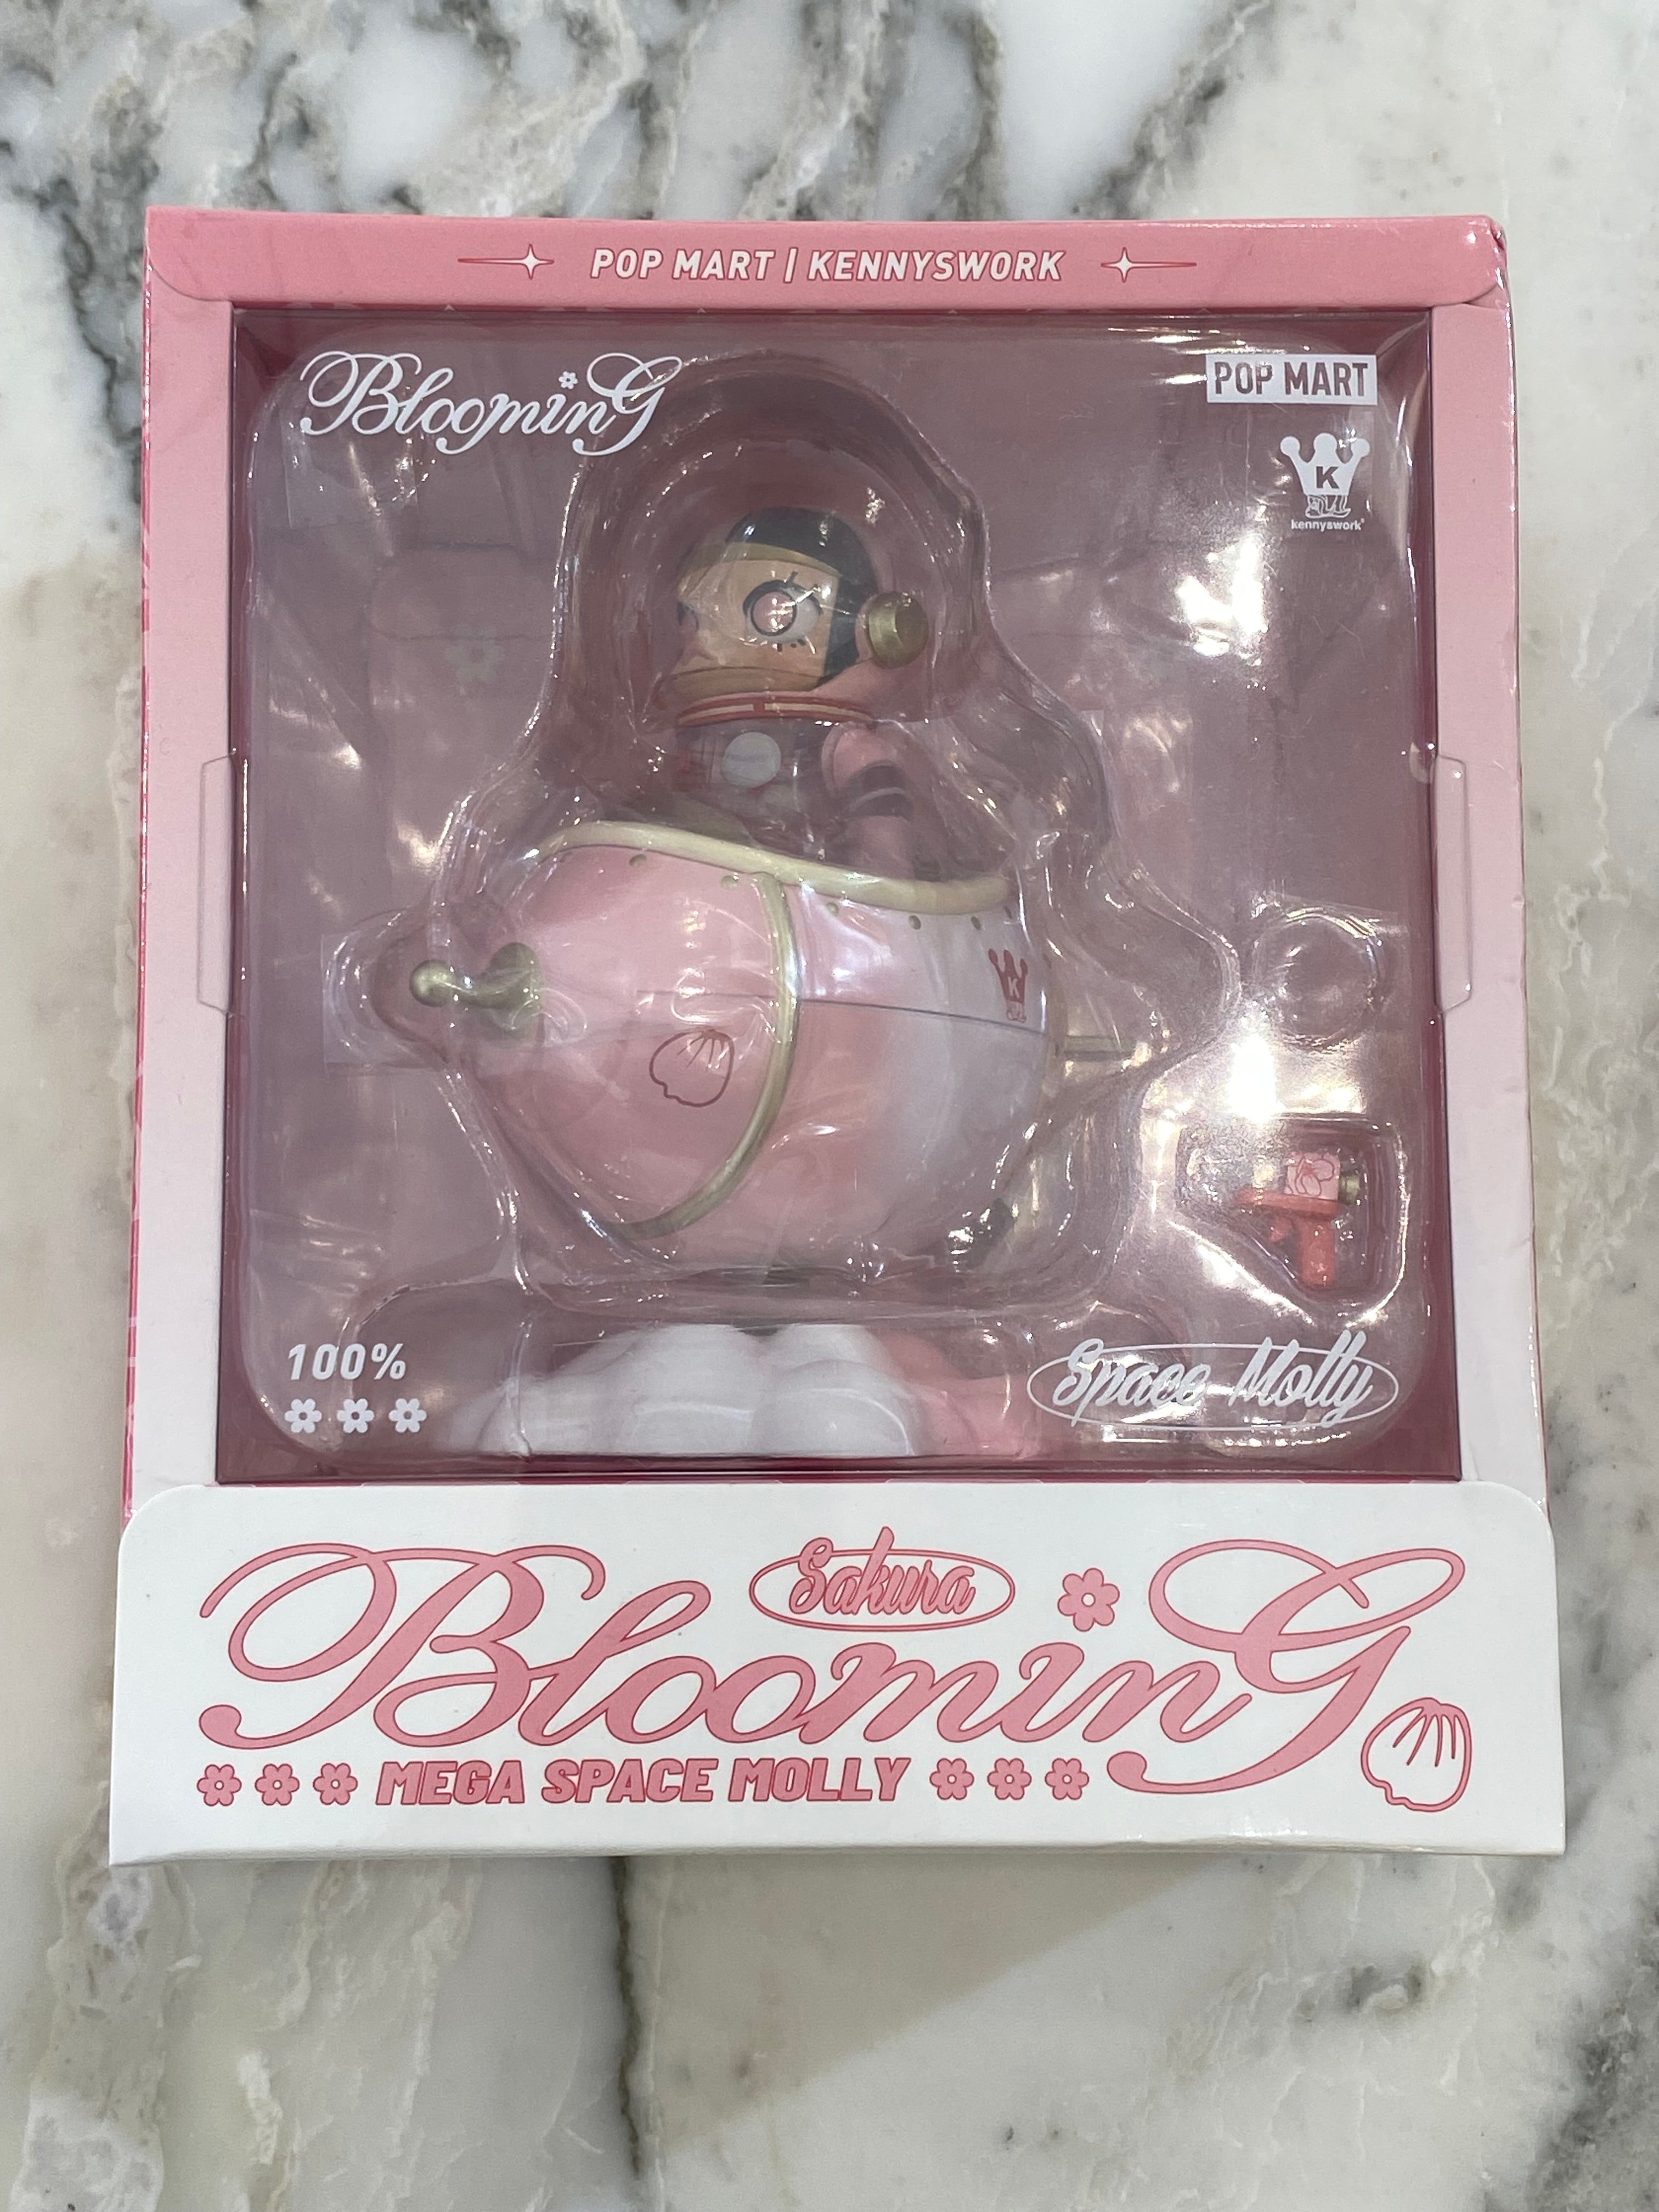 POP MART | KENNYSWORK
BloominG
POP MART
K
kennyswork
K
100%
Space Molly
Sakura
BloominG
MEGA SPACE MOLLY